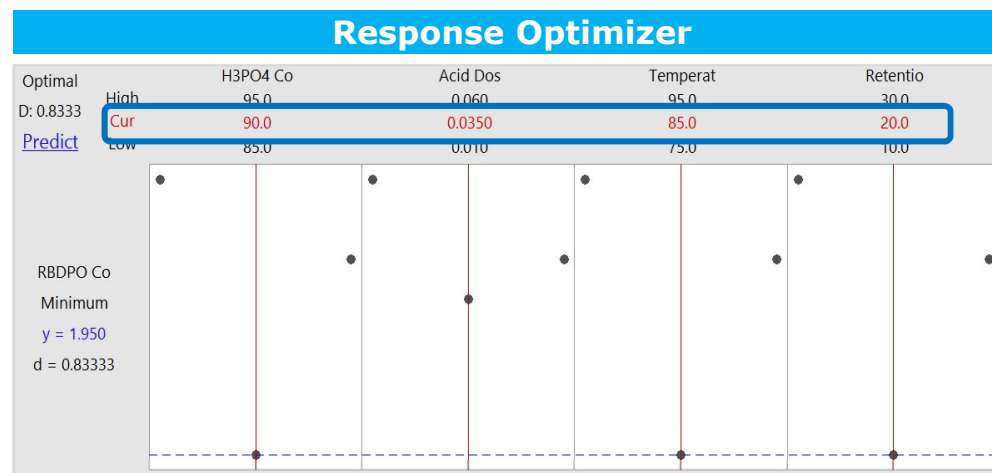 Response Optimizer
Optimal
D: 0.8333
Predict
H3PO4 Co Acid Dos Temperat Retentio
High 95.0 0.060 95.0 30.0
Cur 90.0 0.0350 85.0 20.0
Low 85.0 0.010 75.0 10.0
RBDPO Co
Minimum
y = 1.950
d = 0.83333